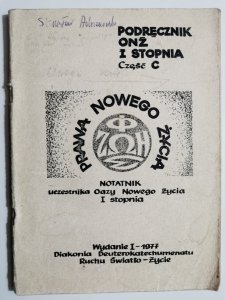 PODRĘCZNIK
ONŻ
I STOPNIA
Część C
PRAWA NOWEGO ŻYCIA
NOTATNIK
uczestnika Oazy Nowego Życia
I stopnia
Wydanie I - 1977
Diakonia Deuterokatechumenatu
Ruchu Światło-Życie